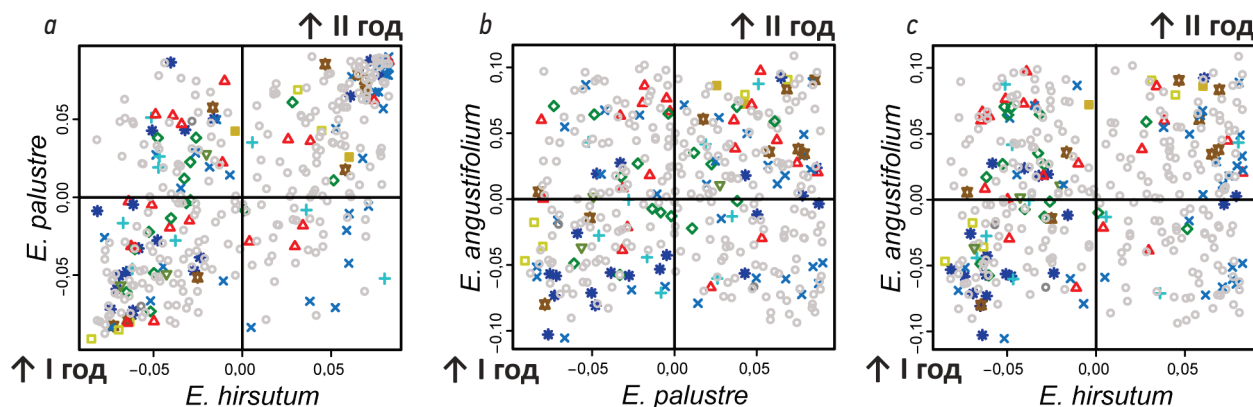 a
↑ II год
E. palustre
0.05
0.00
−0,05
↑ I год
−0.05
0.00
0.05
E. hirsutum
b
↑ II год
E. angustifolium
0.10
0.05
0.00
−0.05
−0.10
↑ I год
−0,05
0.00
0,05
E. palustre
c
↑ II год
E. angustifolium
0.10
0.05
0.00
−0.05
−0,10
↑ I год
−0,05
0.00
0,05
E. hirsutum